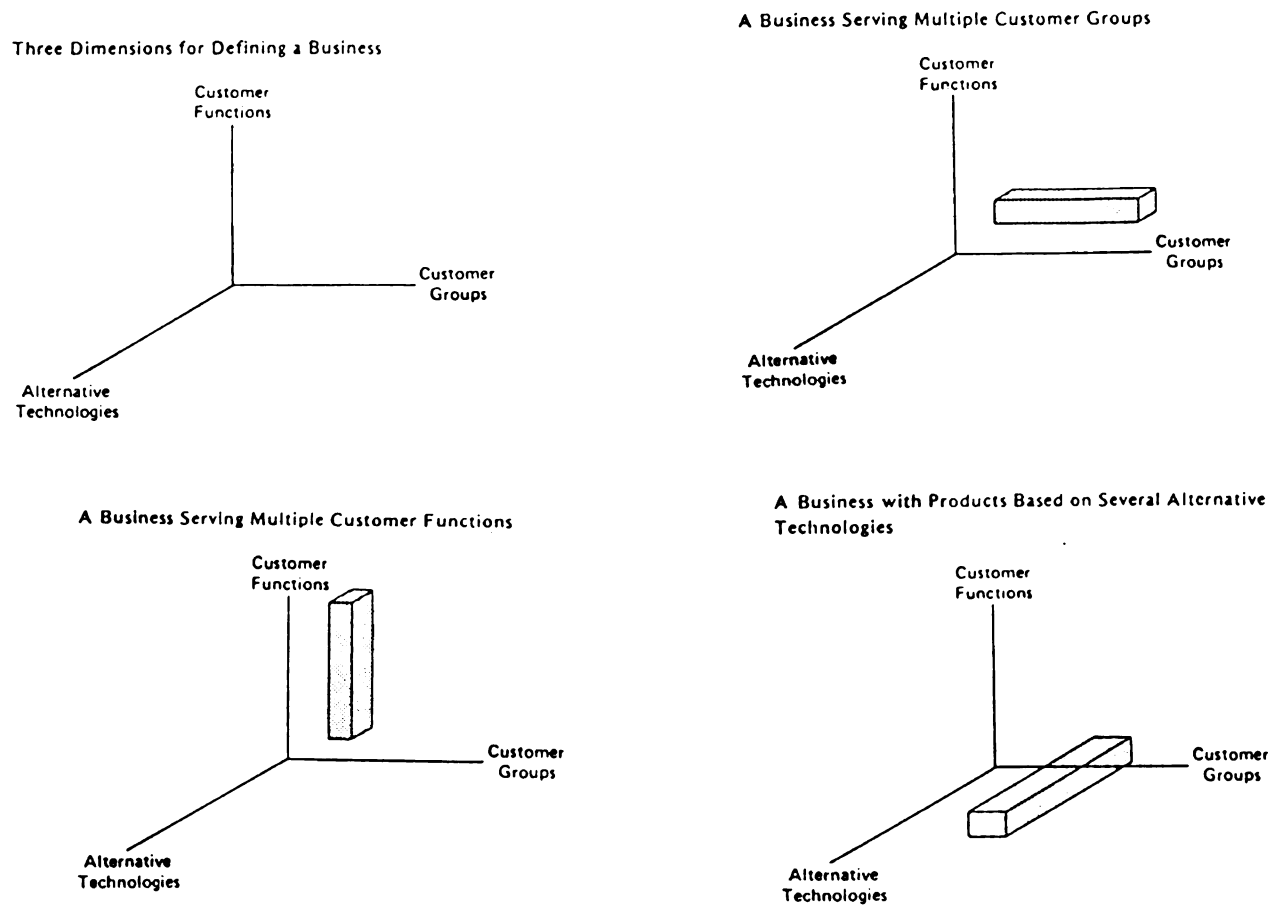 Three Dimensions for Defining a Business
Customer
Functions
Customer
Groups
Alternative
Technologies
A Business Serving Multiple Customer Groups
Customer
Functions
Customer
Groups
Alternative
Technologies
A Business Serving Multiple Customer Functions
Customer
Functions
Customer
Groups
Alternative
Technologies
A Business with Products Based on Several Alternative
Technologies
Customer
Functions
Customer
Groups
Alternative
Technologies